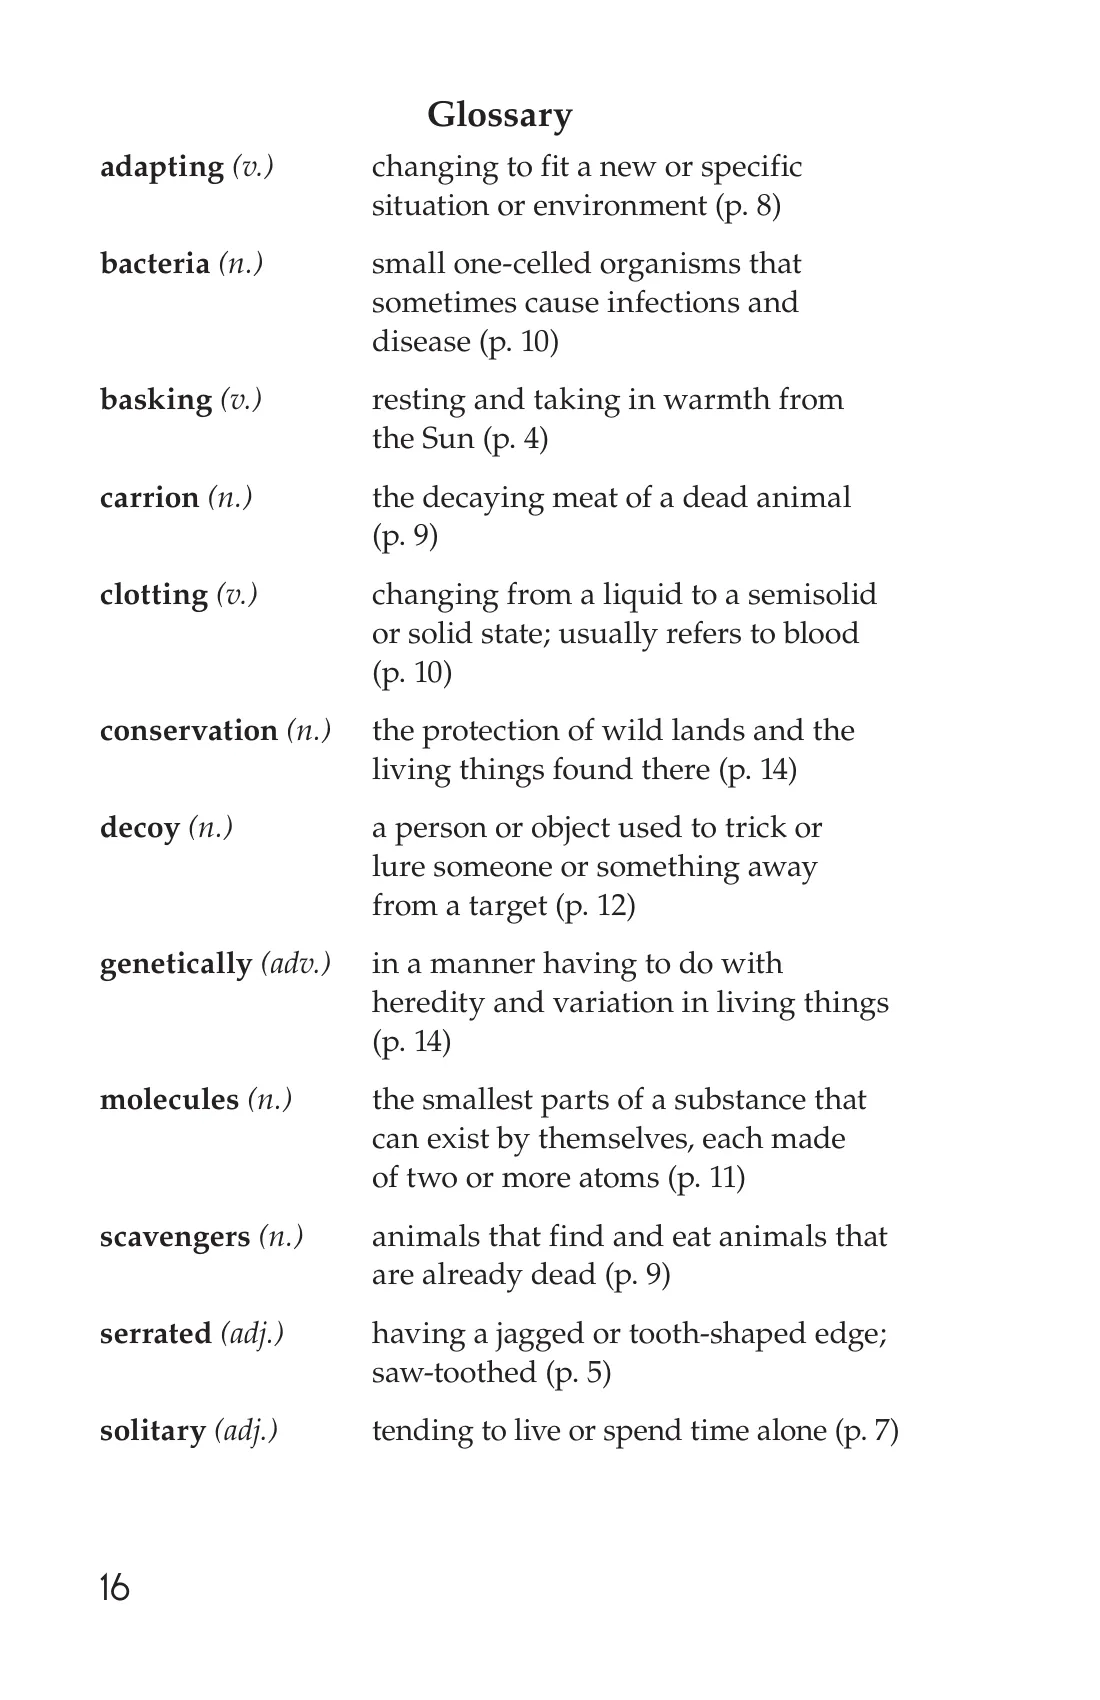 Glossary
adapting (v.) changing to fit a new or specific
situation or environment (p. 8)
bacteria (n.) small one-celled organisms that
sometimes cause infections and
disease (p. 10)
basking (v.) resting and taking in warmth from
the Sun (p. 4)
carrion (n.) the decaying meat of a dead animal
(p. 9)
clotting (v.) changing from a liquid to a semisolid
or solid state; usually refers to blood
(p. 10)
conservation (n.) the protection of wild lands and the
living things found there (p. 14)
decoy (n.) a person or object used to trick or
lure someone or something away
from a target (p. 12)
genetically (adv.) in a manner having to do with
heredity and variation in living things
(p. 14)
molecules (n.) the smallest parts of a substance that
can exist by themselves, each made
of two or more atoms (p. 11)
scavengers (n.) animals that find and eat animals that
are already dead (p. 9)
serrated (adj.) having a jagged or tooth-shaped edge;
saw-toothed (p. 5)
solitary (adj.) tending to live or spend time alone (p. 7)
16